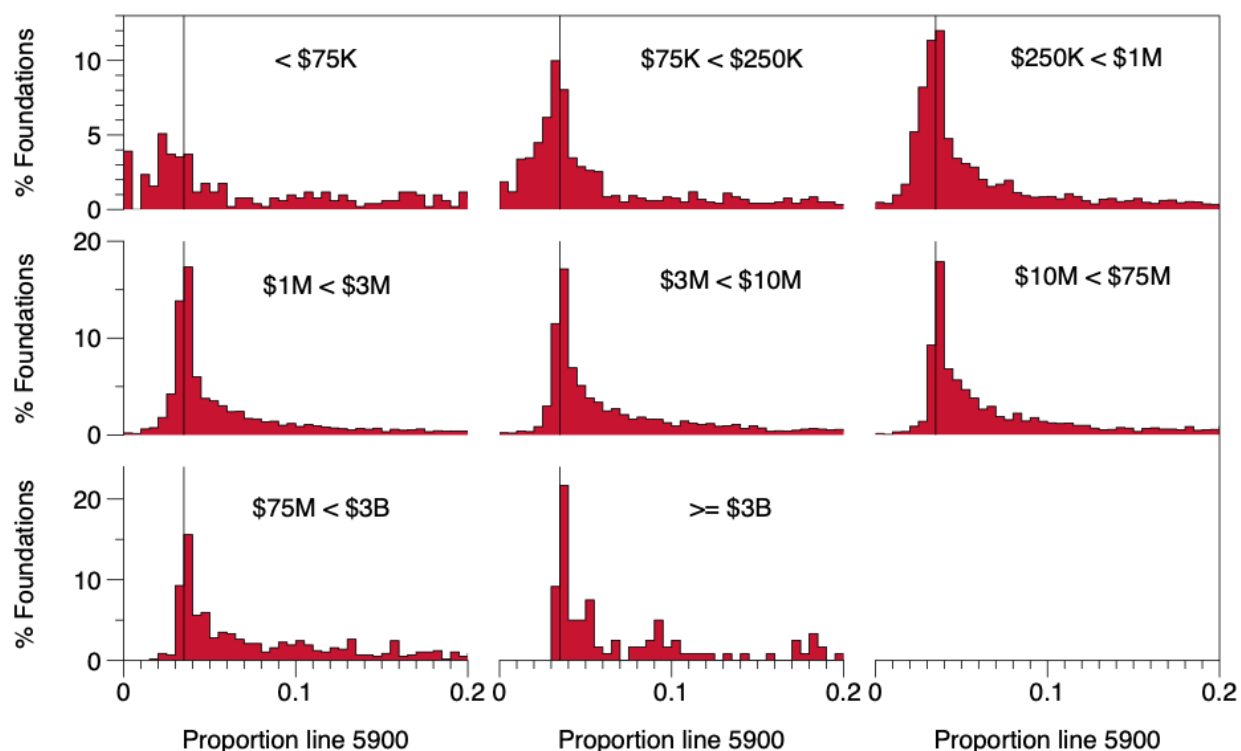 % Foundations
10
5
0
< $75K
$75K < $250K
$250K < $1M
% Foundations
20
10
0
$1M < $3M
$3M < $10M
$10M < $75M
% Foundations
20
10
0
$75M < $3B
>= $3B
0 0.1 0.2 0 0.1 0.2 0 0.1 0.2
Proportion line 5900 Proportion line 5900 Proportion line 5900